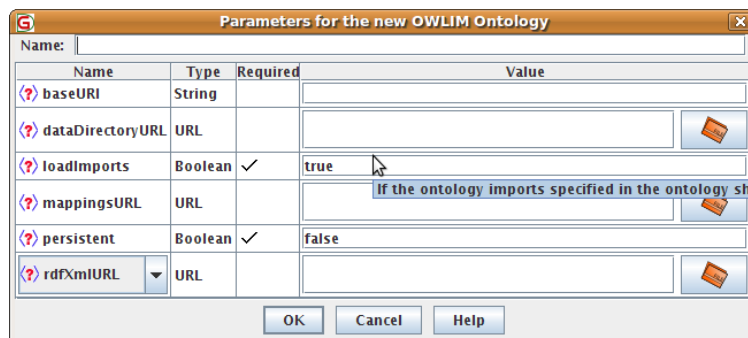 Parameters for the new OWLIM Ontology
Name:
Name Type Required Value
<?> baseURI String
<?> dataDirectoryURL URL
<?> loadImports Boolean ✓ true
If the ontology imports specified in the ontology sh
<?> mappingsURL URL
<?> persistent Boolean ✓ false
<?> rdfXmlURL URL
OK Cancel Help